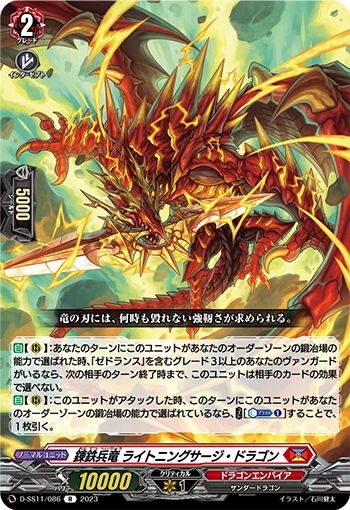 2
グレード
インターセプト
5000
シールド
竜の刃には、何時も毀れない強靭さが求められる。
自【R】：あなたのターンにこのユニットがあなたのオーダーゾーンの鍛冶場の
能力で選ばれた時、「ゼドランス」を含むグレード３以上のあなたのヴァンガード
がいるなら、次の相手のターン終了時まで、このユニットは相手のカードの効果
で選べない。
自【R】：このユニットがアタックした時、このターンにこのユニットがあなたのオ
ーダーゾーンの鍛冶場の能力で選ばれているなら、【ブラスト1】することで、
１枚引く。
ノーマルユニット
錬鉄兵竜 ライトニングサージ・ドラゴン
パワー
10000
クリティカル
1
ドラゴンエンパイア
サンダードラゴン
D-SS11/086 R 2023
イラスト／石川健太